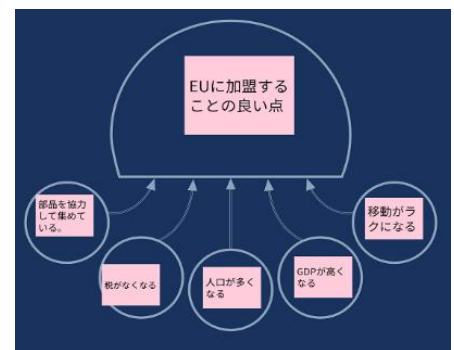 EUに加盟する
ことの良い点
部品を協力
して集めて
いる。
税がなくなる
人口が多く
なる
GDPが高く
なる
移動がラ
クになる